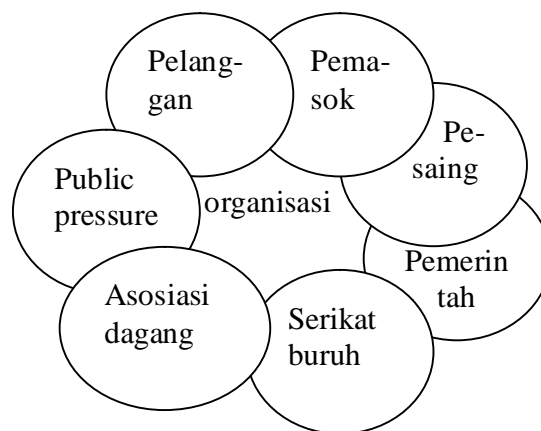 Pelang-
gan
Pema-
sok
Pe-
saing
Public
pressure
organisasi
Pemerin
tah
Asosiasi
dagang
Serikat
buruh